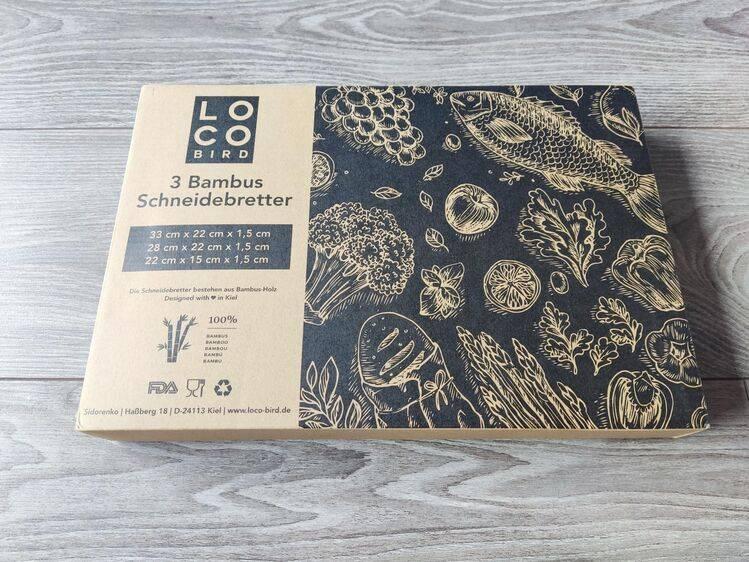 LO
CO
BIRD
3 Bambus
Schneidebretter
33 cm x 22 cm x 1,5 cm
28 cm x 22 cm x 1,5 cm
22 cm x 15 cm x 1,5 cm
Die Schneidebretter bestehen aus Bambus-Holz
Designed with ♥ in Kiel
100%
BAMBUS
BAMBOO
BAMBOU
BAMBÚ
BAMBU
FDA
Sidorenko | Haßberg 18 | D-24113 Kiel | www.loco-bird.de